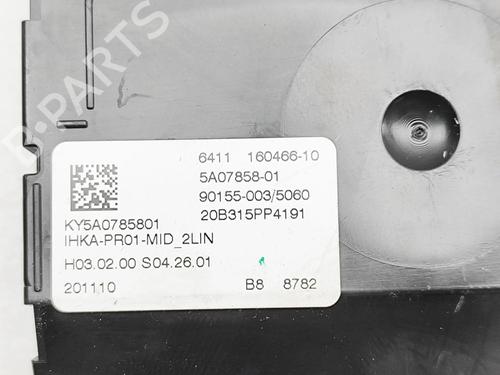 B-PARTS
6411 160466-10
5A07858-01
90155-003/5060
20B315PP4191
KY5A0785801
IHKA-PR01-MID_2LIN
H03.02.00 S04.26.01
201110 B8 8782